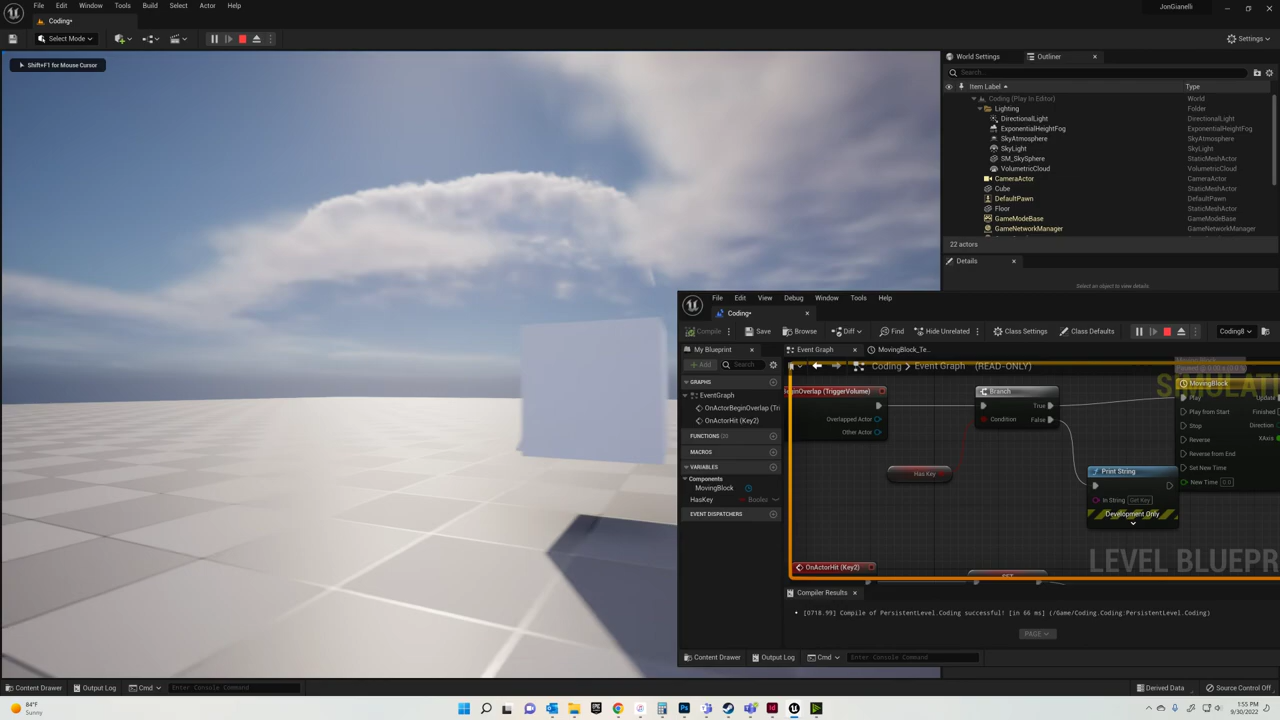 File Edit Window Tools Build Select Actor Help
JonGianelli
Coding*
Select Mode
Settings
Shift+F1 for Mouse Cursor
World Settings Outliner
Search...
Item Label Type
Coding (Play In Editor) World
Lighting Folder
DirectionalLight DirectionalLight
ExponentialHeightFog ExponentialHeightFog
SkyAtmosphere SkyAtmosphere
SkyLight SkyLight
SM_SkySphere StaticMeshActor
VolumetricCloud VolumetricCloud
CameraActor CameraActor
Cube StaticMeshActor
DefaultPawn DefaultPawn
Floor StaticMeshActor
GameModeBase GameModeBase
GameNetworkManager GameNetworkManager
22 actors
Details
Select an object to view details.
File Edit View Debug Window Tools Help
Coding*
Compile Save Browse Diff Find Hide Unrelated Class Settings Class Defaults Coding8
My Blueprint Event Graph MovingBlock_Te...
Add Search
Coding > Event Graph (READ-ONLY)
GRAPHS
EventGraph
OnActorBeginOverlap (Tri
OnActorHit (Key2)
FUNCTIONS
MACROS
VARIABLES
Components
MovingBlock
HasKey Boolea
EVENT DISPATCHERS
SIMULATI
eginOverlap (TriggerVolume)
Overlapped Actor
Other Actor
Branch
True
Condition False
Has Key
Print String
In String Get Key
Development Only
MovingBlock
Play Update
Play from Start Finished
Stop Direction
Reverse XAxis
Reverse from End
Set New Time
New Time 0.0
LEVEL BLUEPR
OnActorHit (Key2)
SET
Compiler Results
[0718.99] Compile of PersistentLevel.Coding successful! [in 66 ms] (/Game/Coding.Coding:PersistentLevel.Coding)
PAGE
Content Drawer Output Log Cmd Enter Console Command
Content Drawer Output Log Cmd Enter Console Command
Derived Data Source Control Off
84°F
Sunny
1:55 PM
9/30/2022